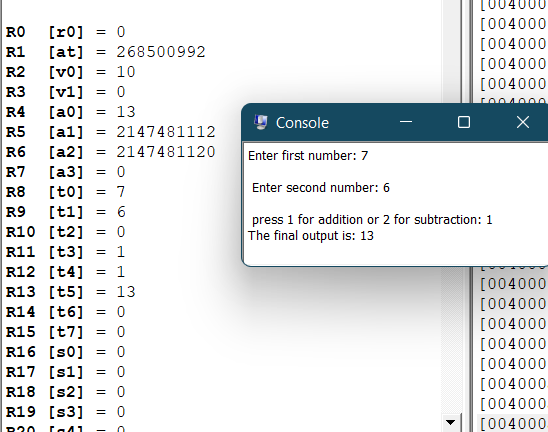 R0 [r0] = 0
R1 [at] = 268500992
R2 [v0] = 10
R3 [v1] = 0
R4 [a0] = 13
R5 [a1] = 2147481112
R6 [a2] = 2147481120
R7 [a3] = 0
R8 [t0] = 7
R9 [t1] = 6
R10 [t2] = 0
R11 [t3] = 1
R12 [t4] = 1
R13 [t5] = 13
R14 [t6] = 0
R15 [t7] = 0
R16 [s0] = 0
R17 [s1] = 0
R18 [s2] = 0
R19 [s3] = 0
R20 [s4] = 0
Console
Enter first number: 7
Enter second number: 6
press 1 for addition or 2 for subtraction: 1
The final output is: 13
[004000
[004000
[004000
[004000
[004000
[004000
[004000
[004000
[004000
[004000
[004000
[004000
[004000